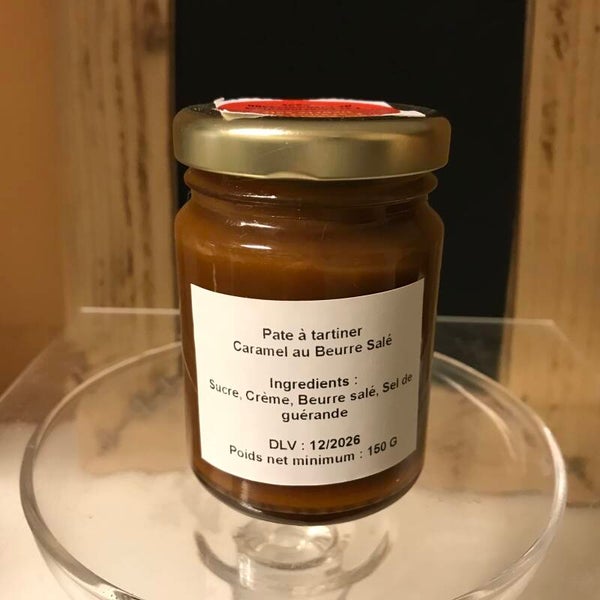 Pate à tartiner
Caramel au Beurre Salé
Ingredients :
Sucre, Crème, Beurre salé, Sel de
guérande
DLV : 12/2026
Poids net minimum : 150 G